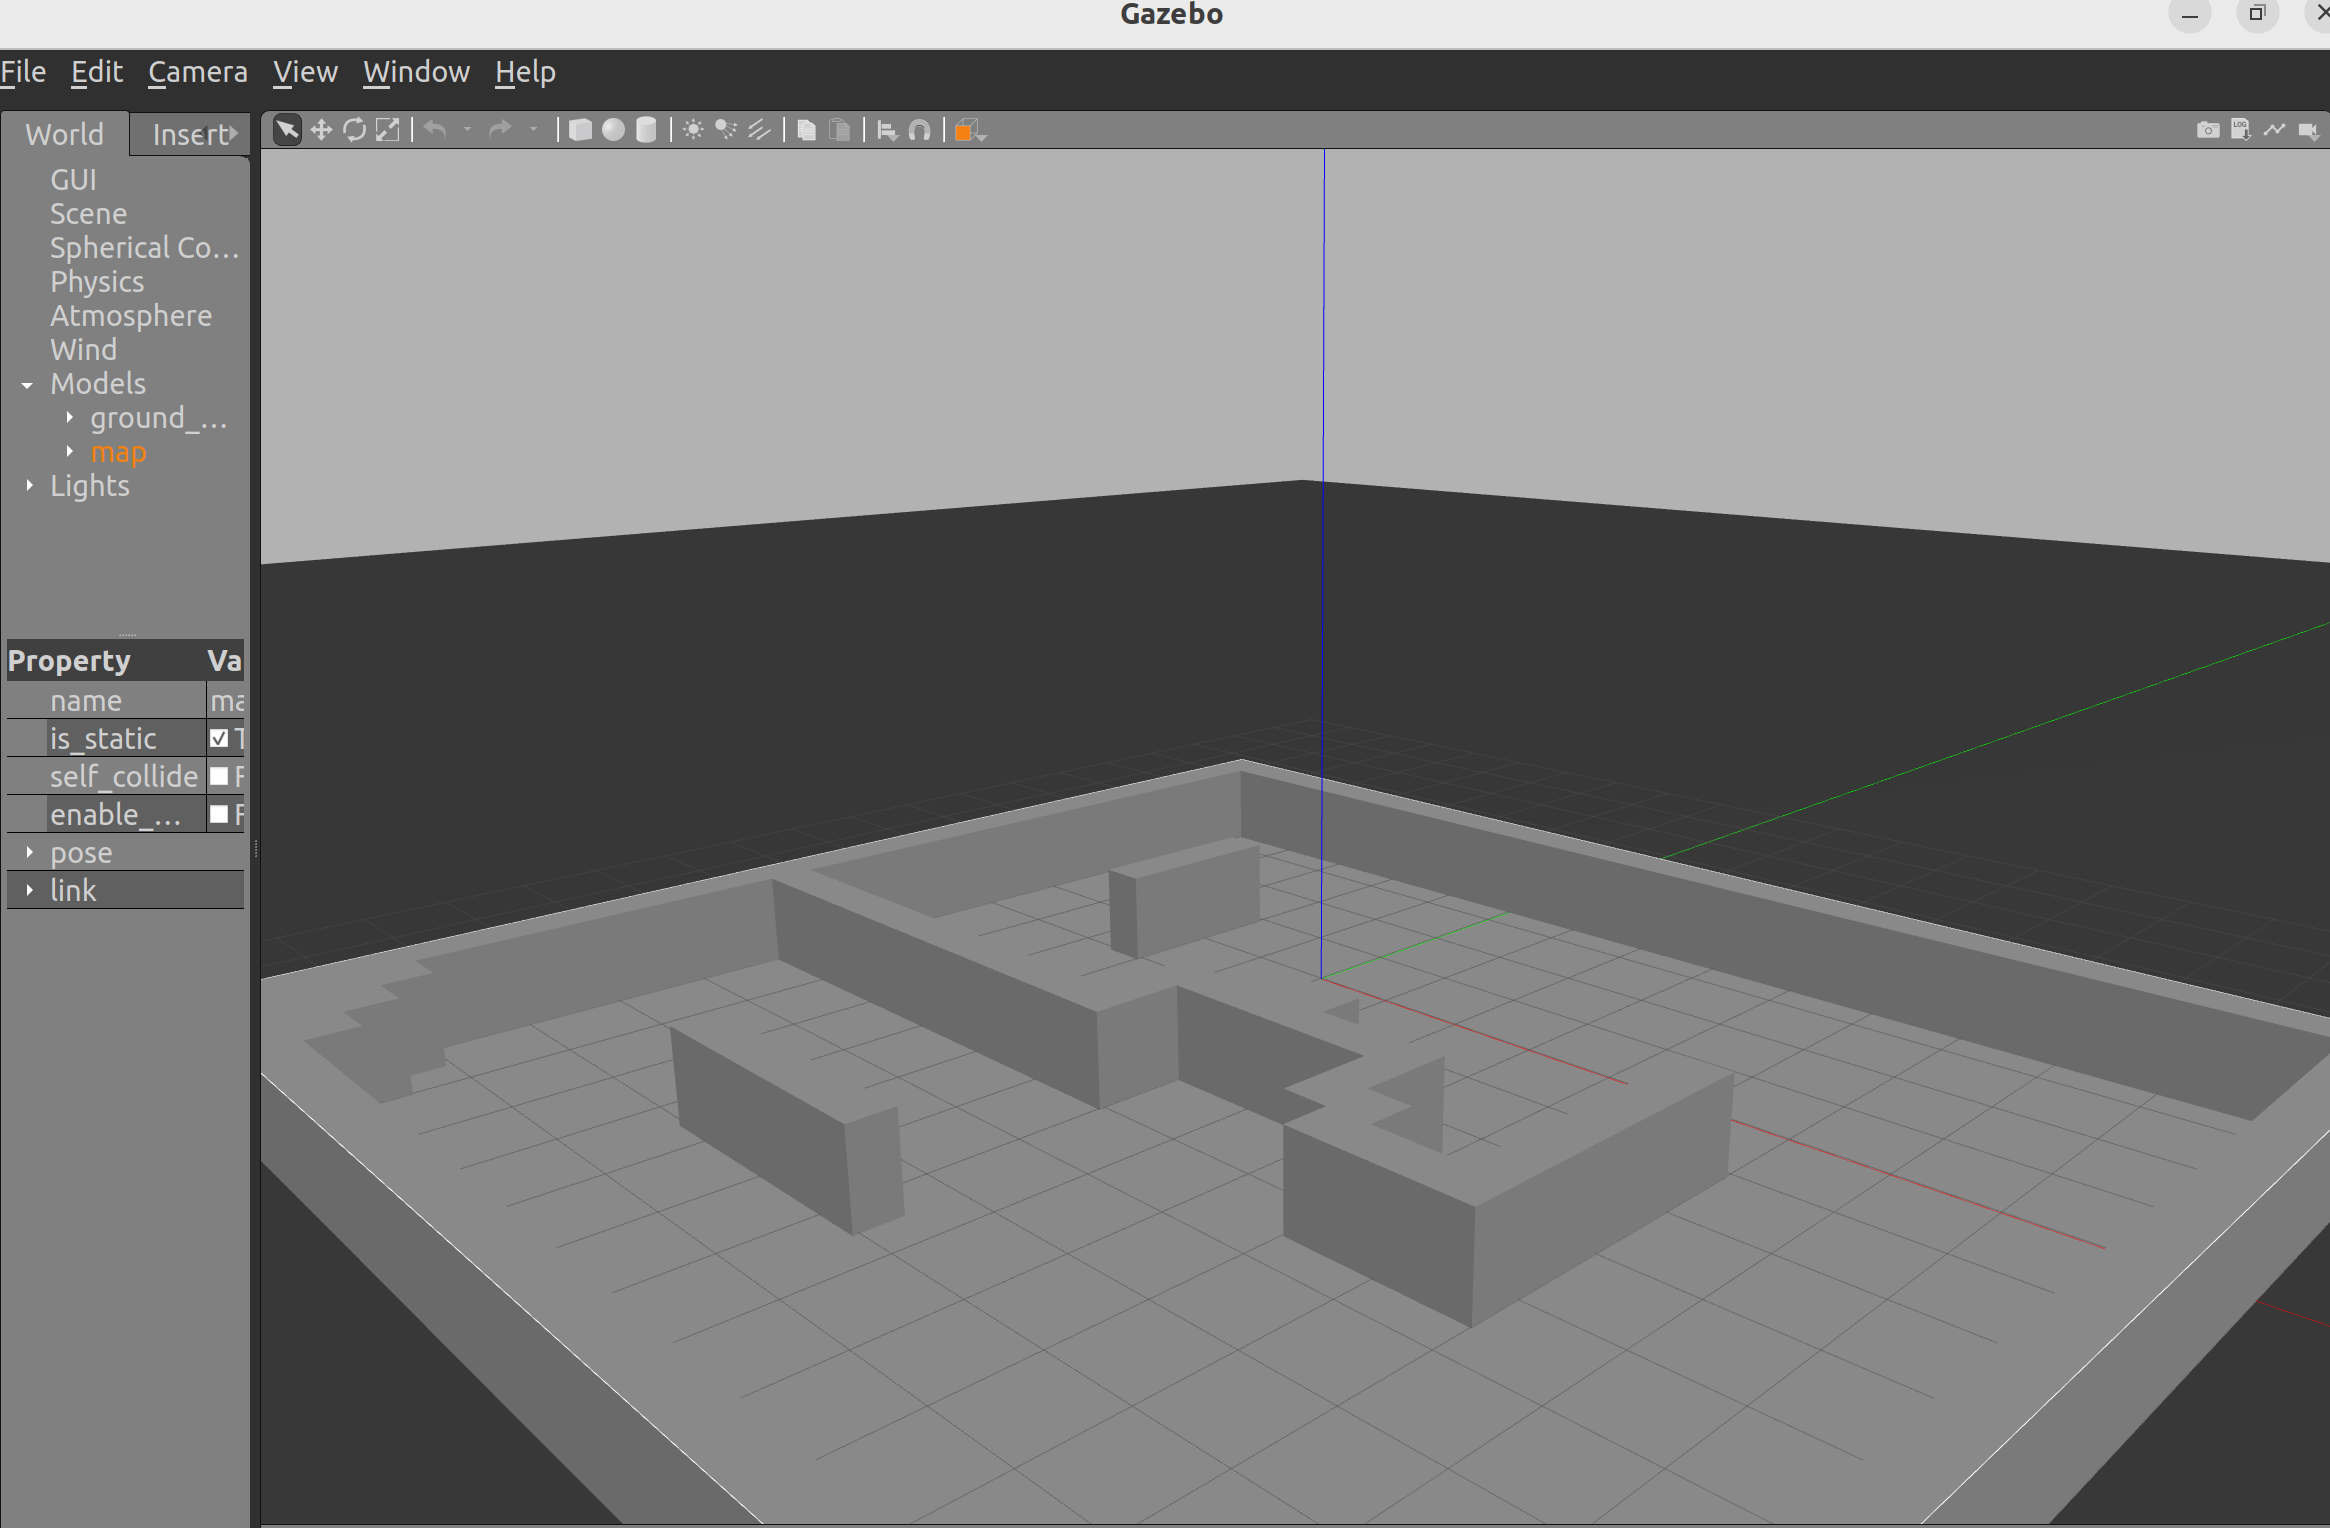 Gazebo
File Edit Camera View Window Help
World Insert
GUI
Scene
Spherical Co...
Physics
Atmosphere
Wind
Models
ground_...
map
Lights
Property Va
name ma
is_static T
self_collide F
enable_... F
pose
link
LOG